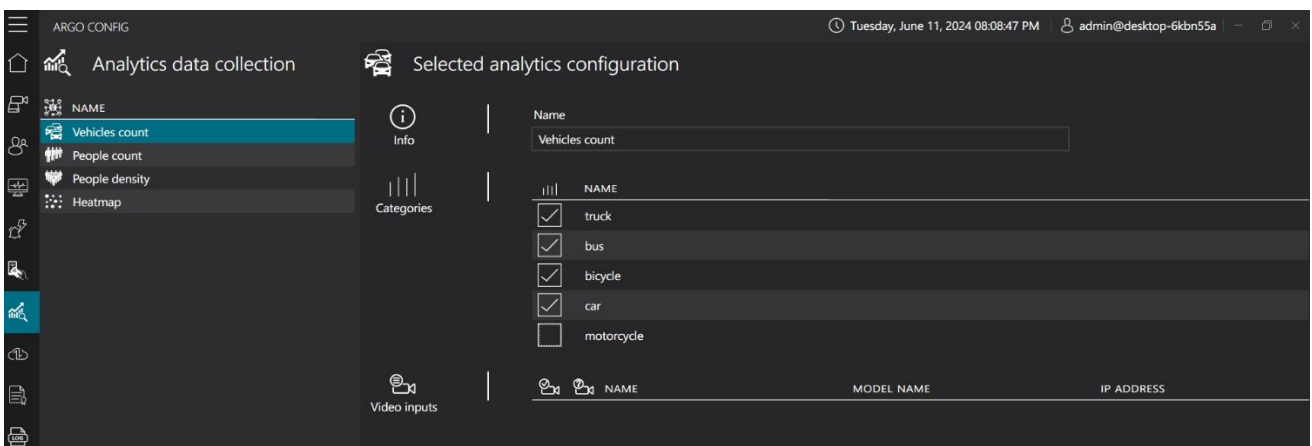 ARGO CONFIG
Tuesday, June 11, 2024 08:08:47 PM
admin@desktop-6kbn55a
Analytics data collection
Selected analytics configuration
NAME
Vehicles count
People count
People density
Heatmap
Info
Name
Vehicles count
Categories
NAME
truck
bus
bicycle
car
motorcycle
Video inputs
NAME MODEL NAME IP ADDRESS
LOG